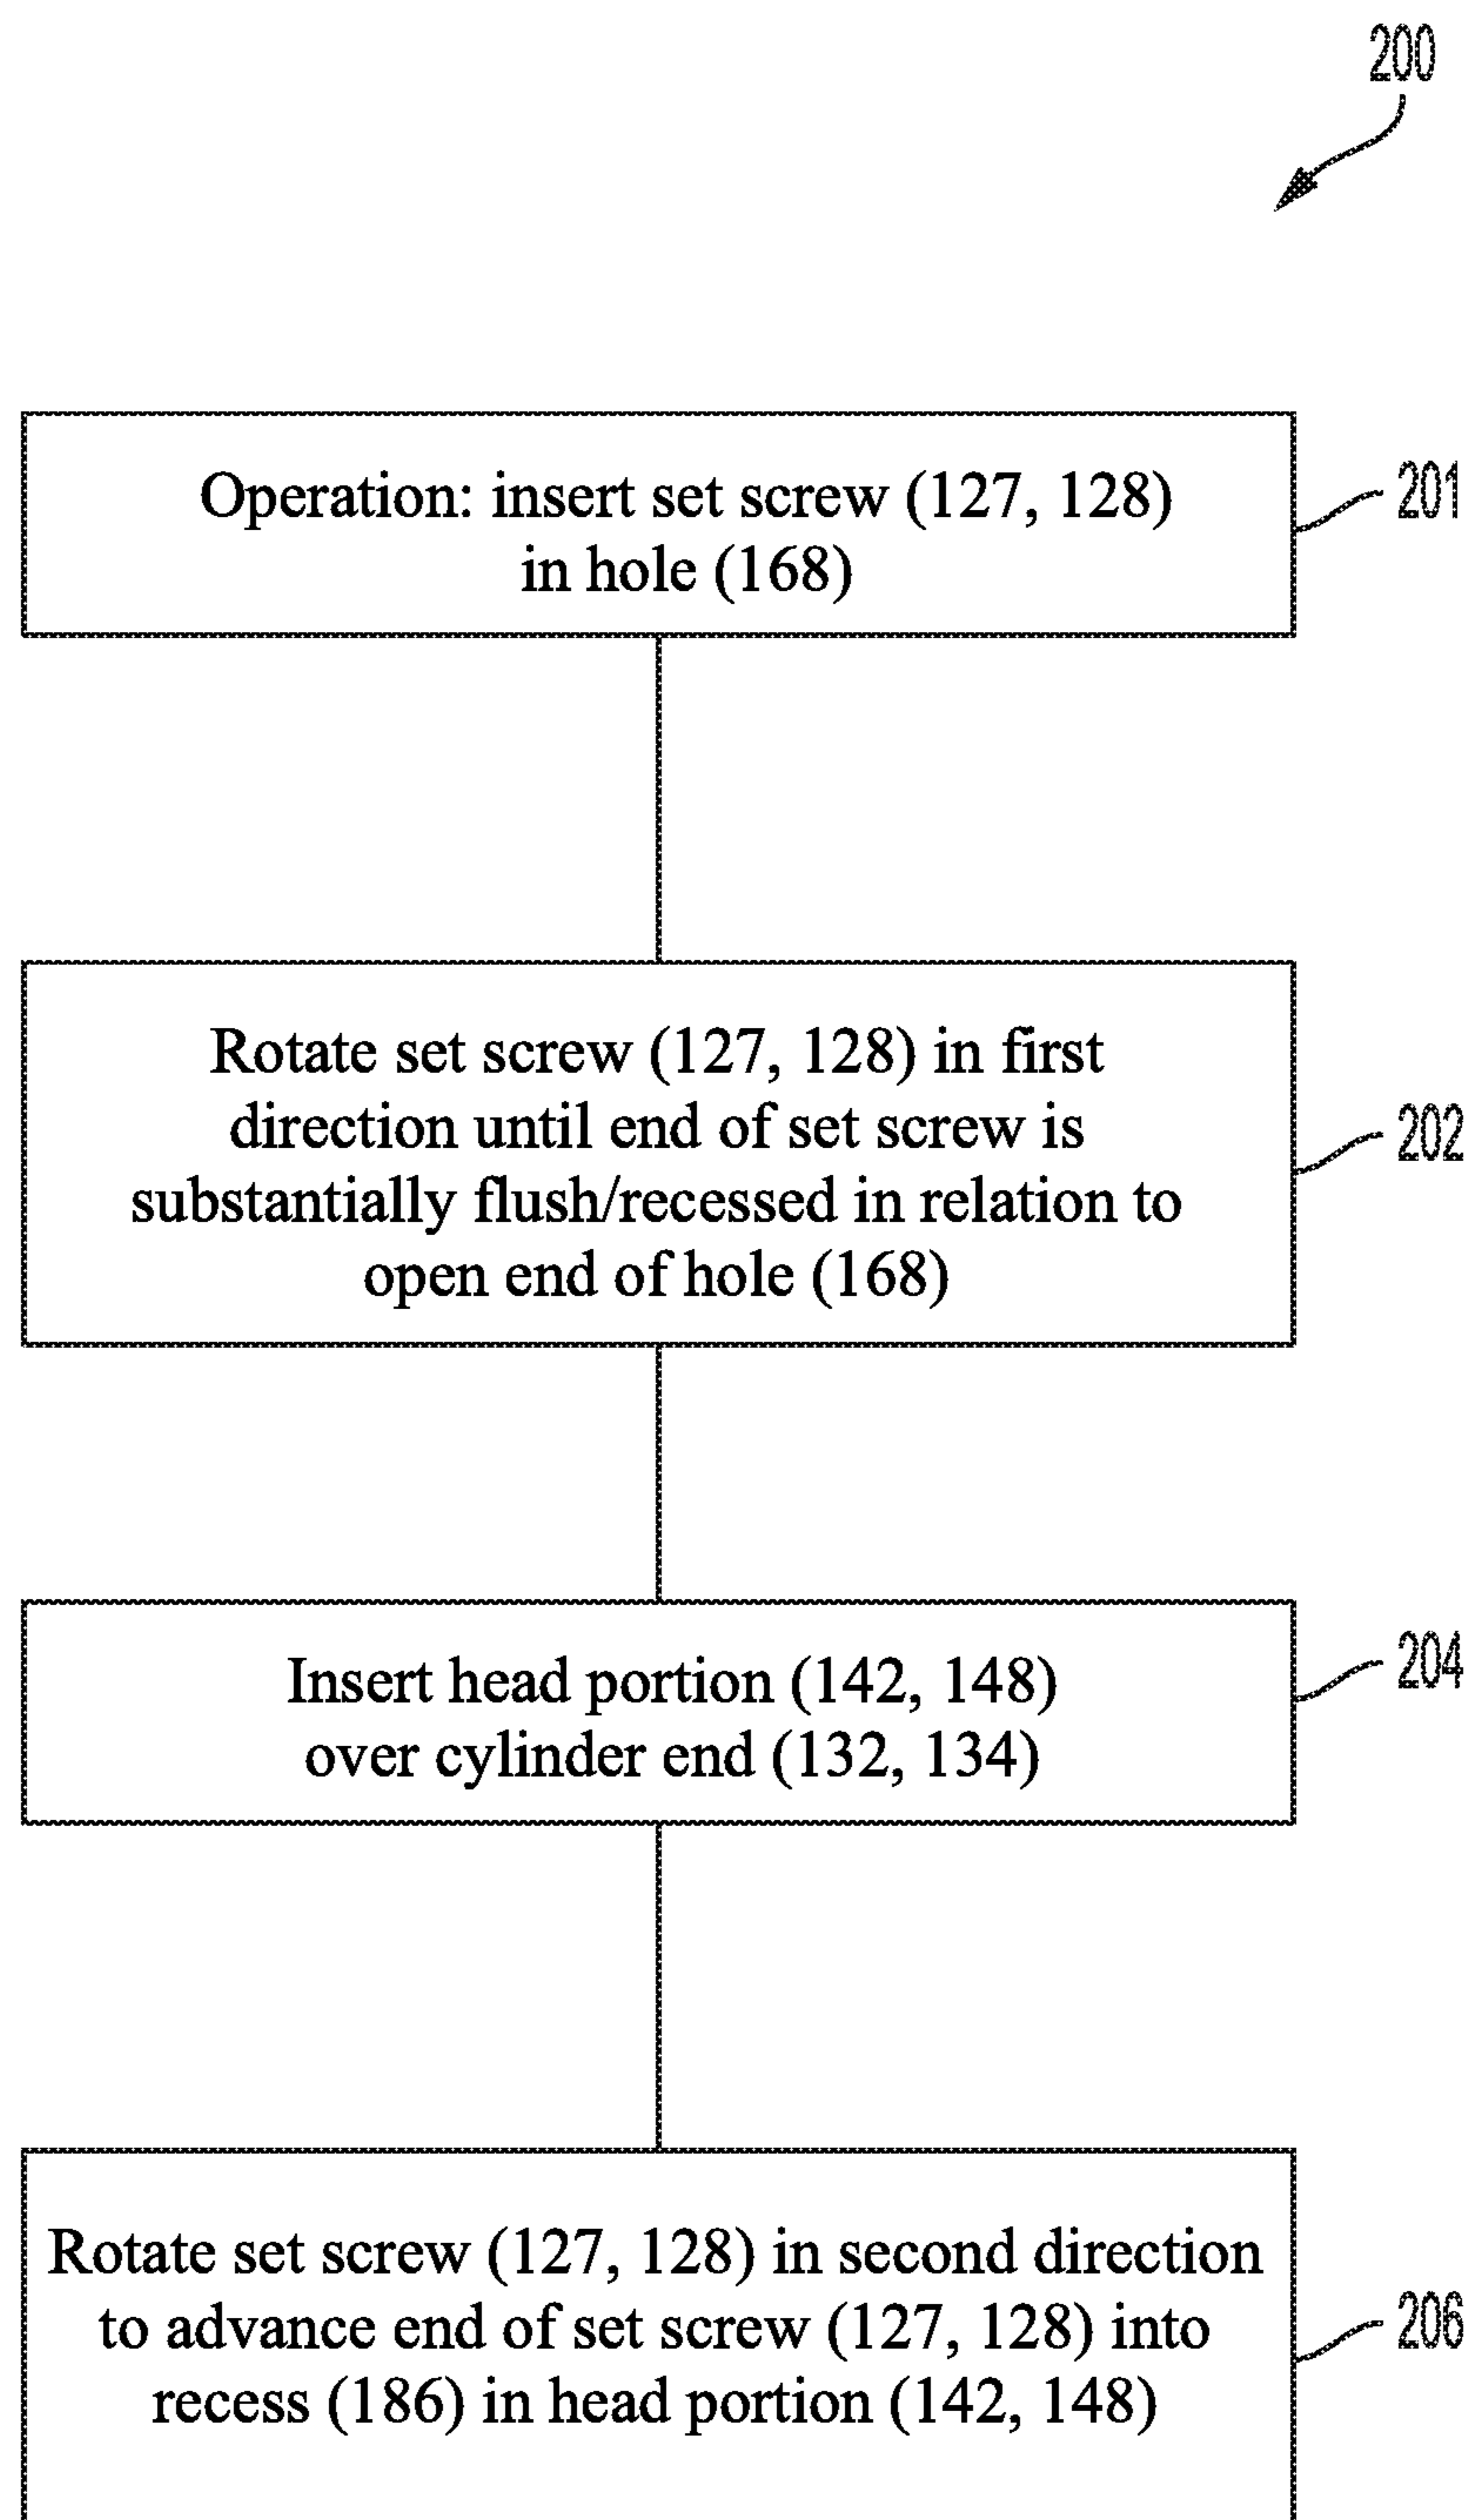 200
Operation: insert set screw (127, 128)
in hole (168)
201
Rotate set screw (127, 128) in first
direction until end of set screw is
substantially flush/recessed in relation to
open end of hole (168)
202
Insert head portion (142, 148)
over cylinder end (132, 134)
204
Rotate set screw (127, 128) in second direction
to advance end of set screw (127, 128) into
recess (186) in head portion (142, 148)
206